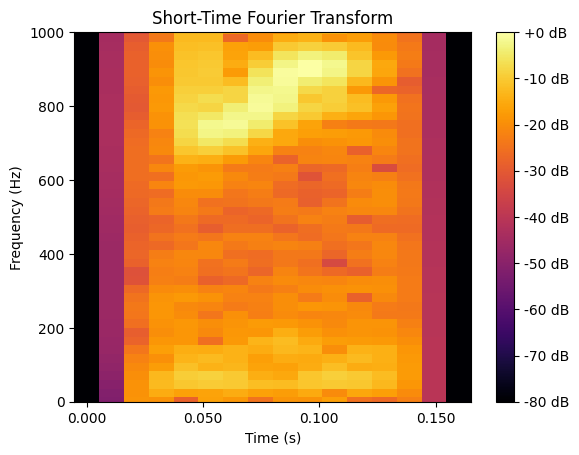 Short-Time Fourier Transform
1000
800
600
400
200
0
Frequency (Hz)
0.000
0.050
0.100
0.150
Time (s)
+0 dB
-10 dB
-20 dB
-30 dB
-40 dB
-50 dB
-60 dB
-70 dB
-80 dB